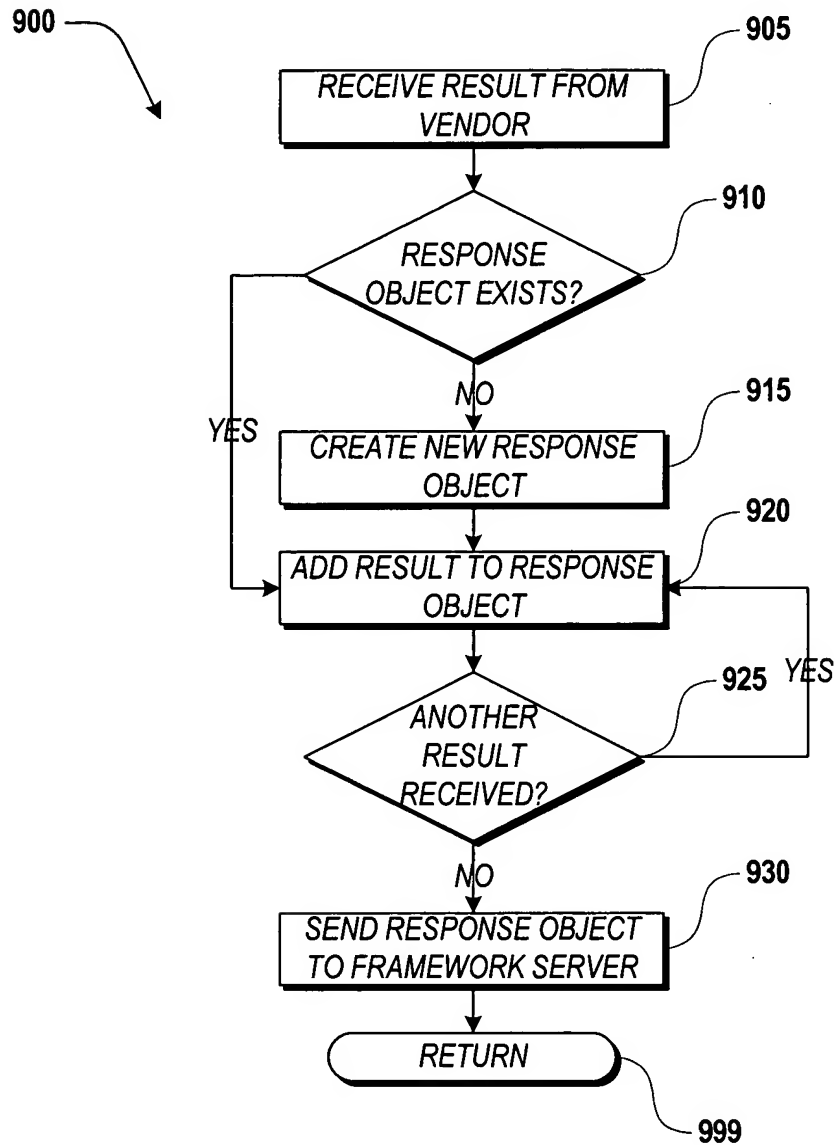 900
905
RECEIVE RESULT FROM
VENDOR
910
RESPONSE
OBJECT EXISTS?
NO
YES
915
CREATE NEW RESPONSE
OBJECT
920
ADD RESULT TO RESPONSE
OBJECT
YES
925
ANOTHER
RESULT
RECEIVED?
NO
930
SEND RESPONSE OBJECT
TO FRAMEWORK SERVER
RETURN
999